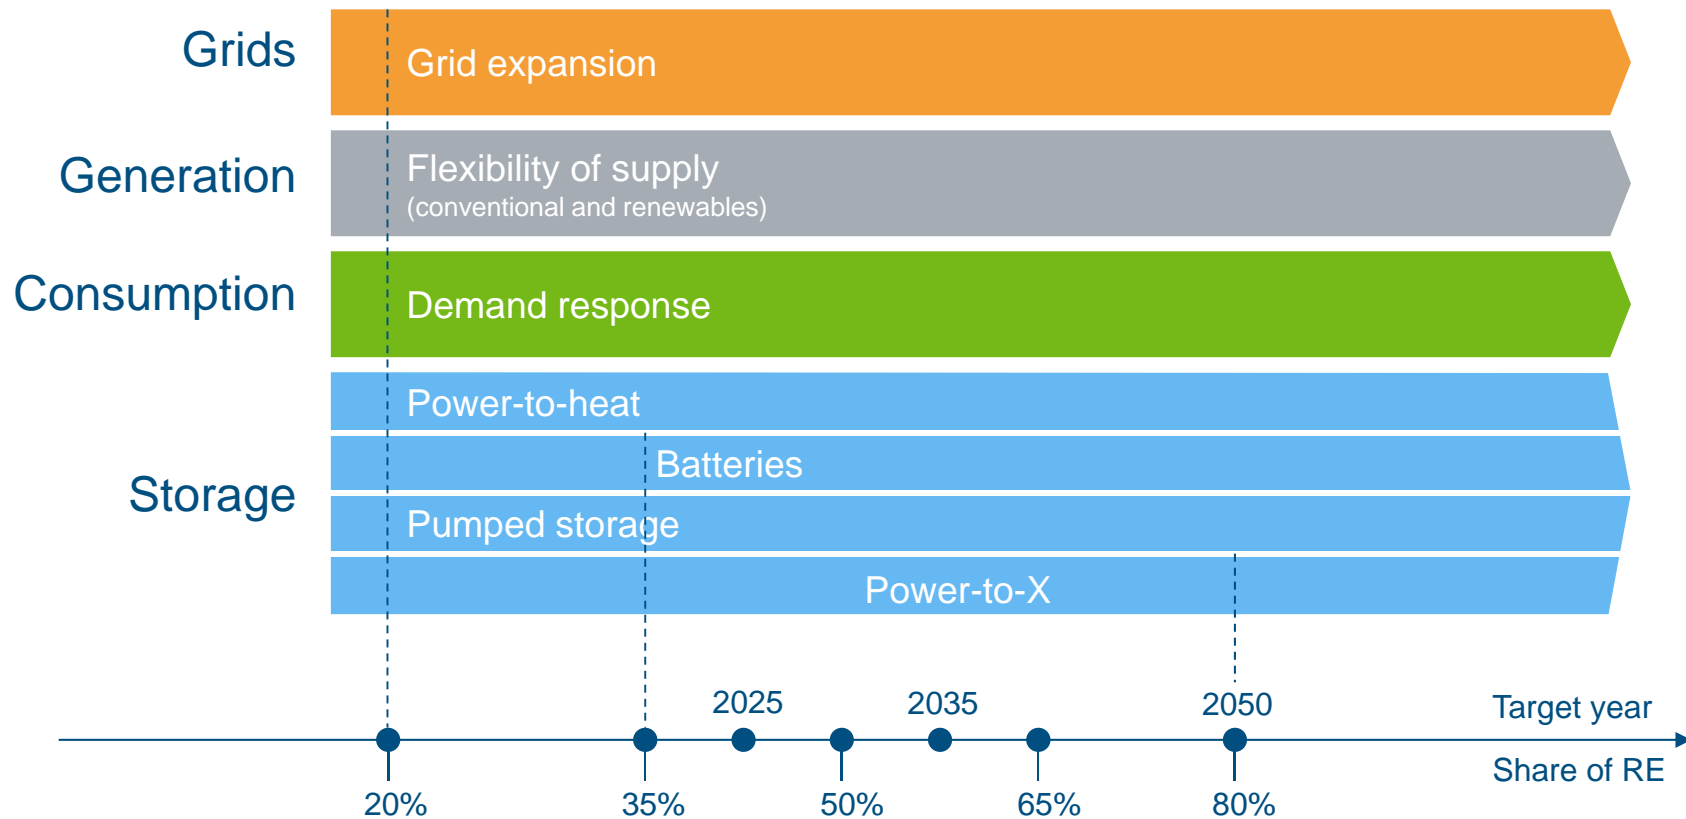 Grids
Grid expansion
Generation
Flexibility of supply
(conventional and renewables)
Consumption
Demand response
Storage
Power-to-heat
Batteries
Pumped storage
Power-to-X
2025
2035
2050
Target year
Share of RE
20%
35%
50%
65%
80%